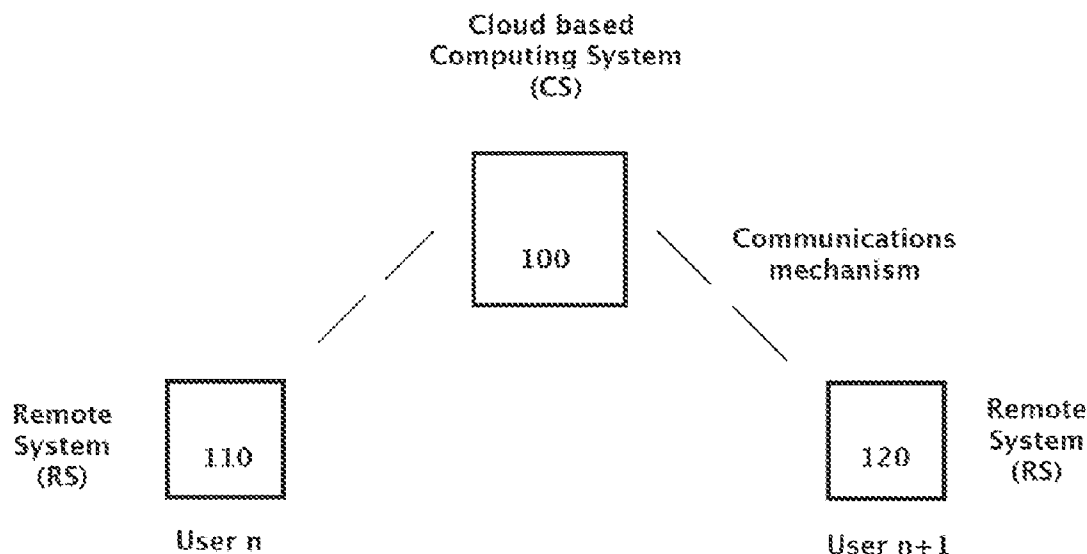 Cloud based
Computing System
(CS)
100
Communications
mechanism
Remote
System
(RS)
110
User n
120
Remote
System
(RS)
User n+1